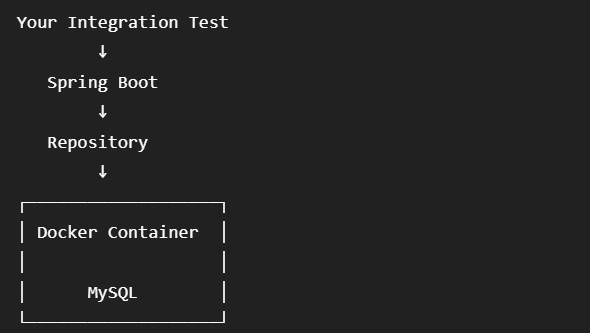 Your Integration Test
↓
Spring Boot
↓
Repository
↓
Docker Container
MySQL